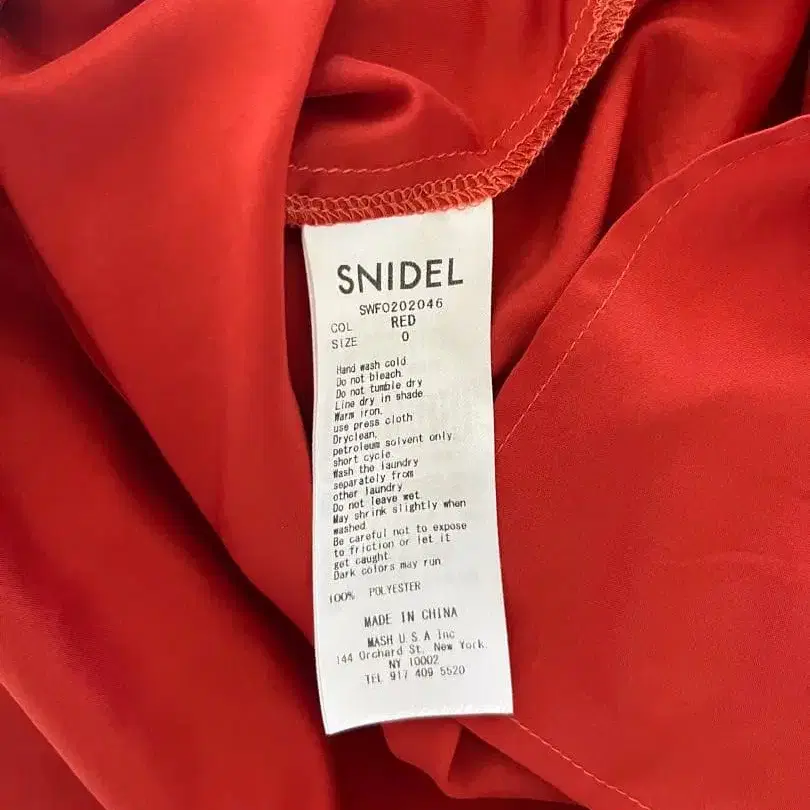 SNIDEL
SWFO202046
COL RED
SIZE 0
Hand wash cold.
Do not bleach.
Do not tumble dry
Line dry in shade.
Warm iron.
use press cloth
Dryclean,
petroleum solvent only.
short cycle.
Wash the laundry
separately from
other laundry
Do not leave wet.
May shrink slightly when
washed.
Be careful not to expose
to friction or let it
get caught.
Dark colors may run.
100% POLYESTER
MADE IN CHINA
MASH U.S.A Inc.
144 Orchard St. New York.
NY 10002
TEL 917 409 5520